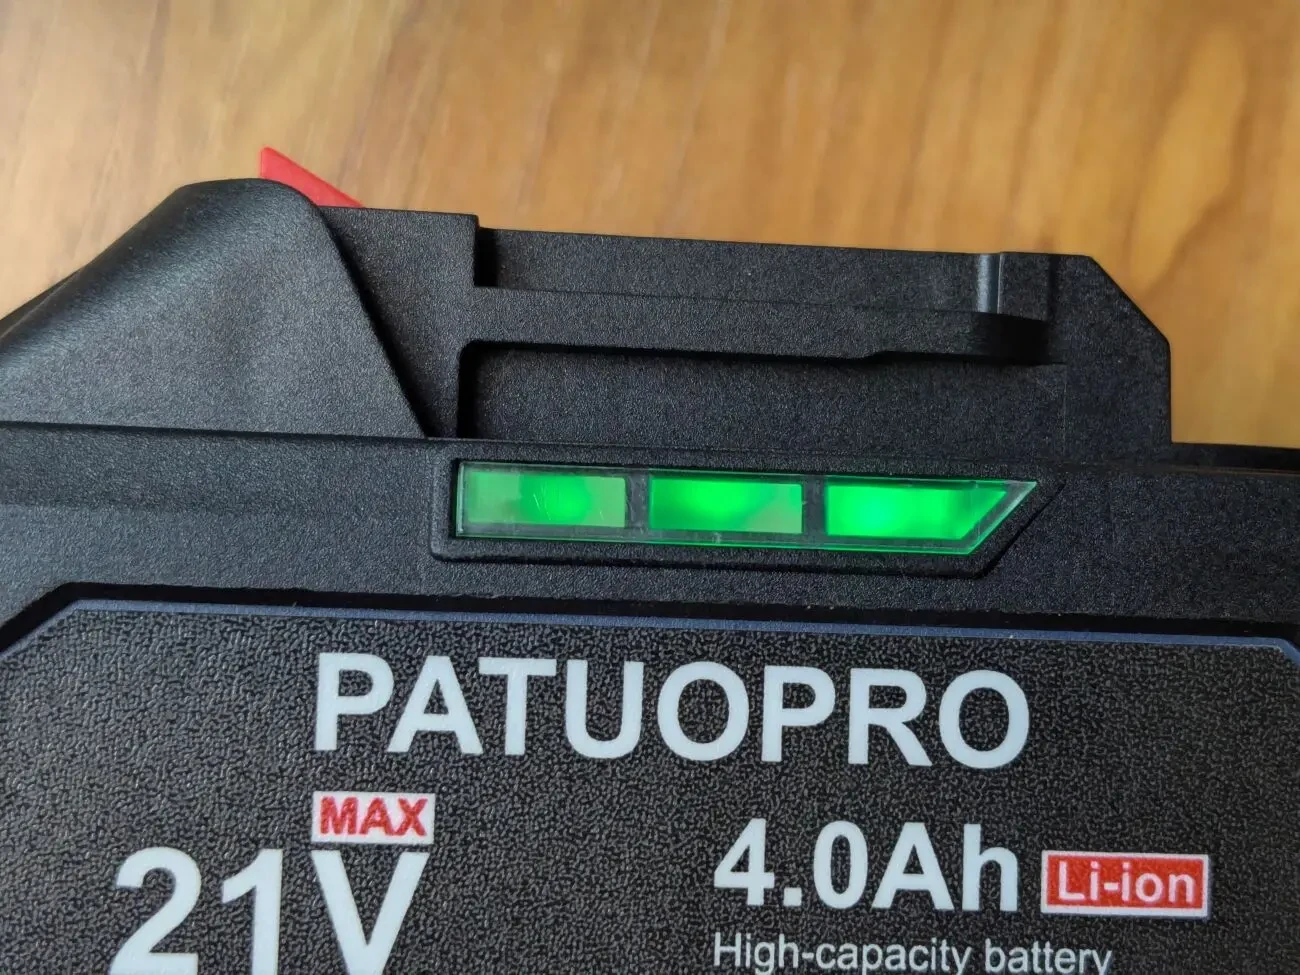 PATUOPRO
MAX
21V
4.0Ah Li-ion
High-capacity battery